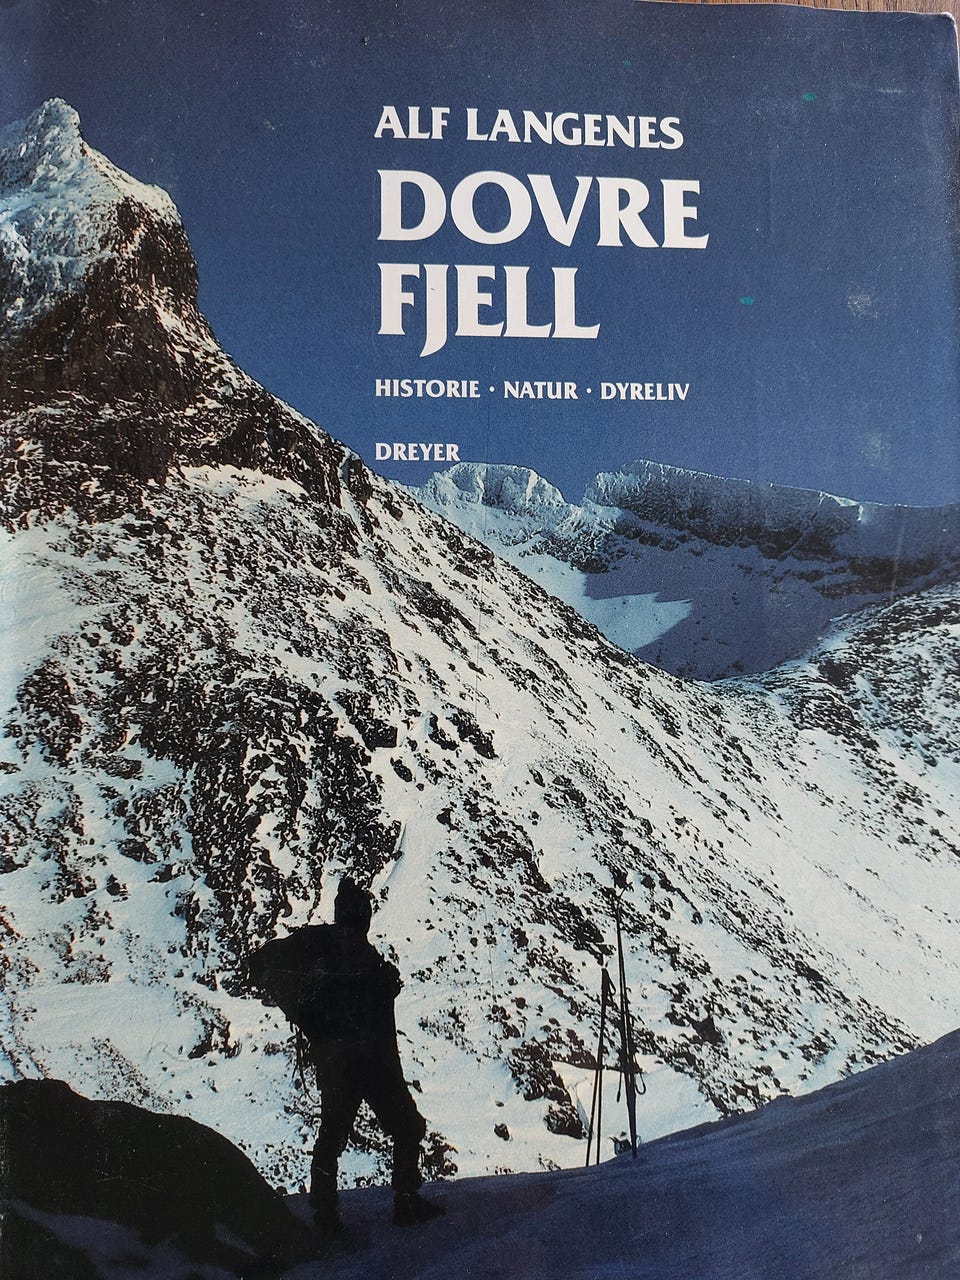 ALF LANGENES
DOVRE
FJELL
HISTORIE · NATUR · DYRELIV
DREYER